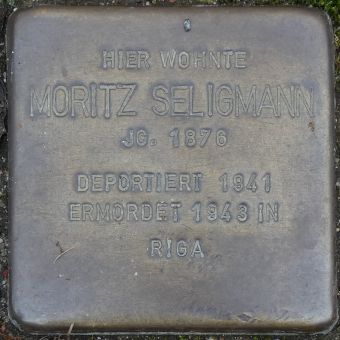 HIER WOHNTE
MORITZ SELIGMANN
JG. 1876
DEPORTIERT 1941
ERMORDET 1943 IN
RIGA